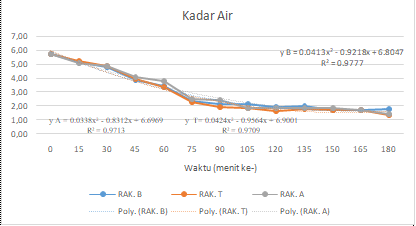 Kadar Air
7,00
6,00
5,00
4,00
3,00
2,00
1,00
0,00
y B = 0.0413x² - 0.9218x + 6.8047
R² = 0.9777
y A = 0.0338x² - 0.8312x + 6.6969
R² = 0.9713
y T = 0.0424x² - 0.9564x + 6.9001
R² = 0.9709
0 15 30 45 60 75 90 105 120 135 150 165 180
Waktu (menit ke-)
RAK. B RAK. T RAK. A
Poly. (RAK. B) Poly. (RAK. T) Poly. (RAK. A)